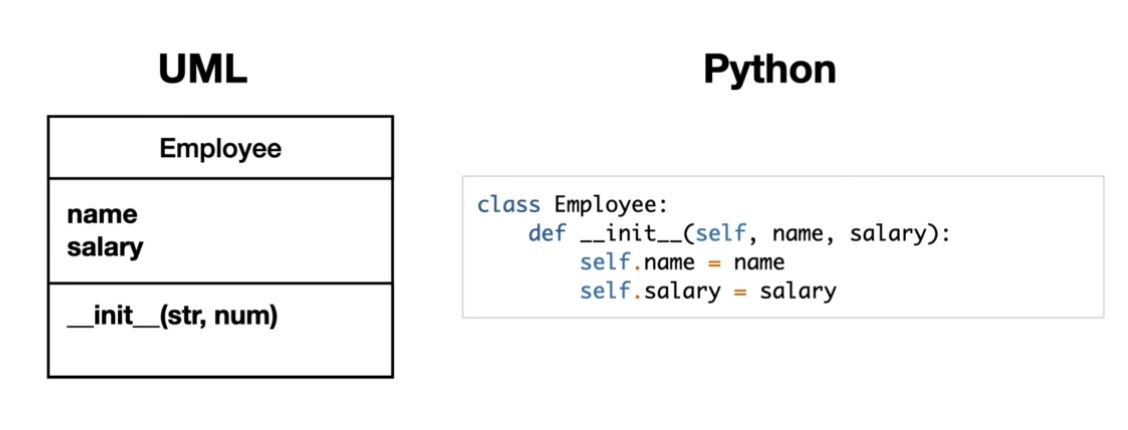 UML
Employee
name
salary
__init__(str, num)
Python
class Employee:
    def __init__(self, name, salary):
        self.name = name
        self.salary = salary